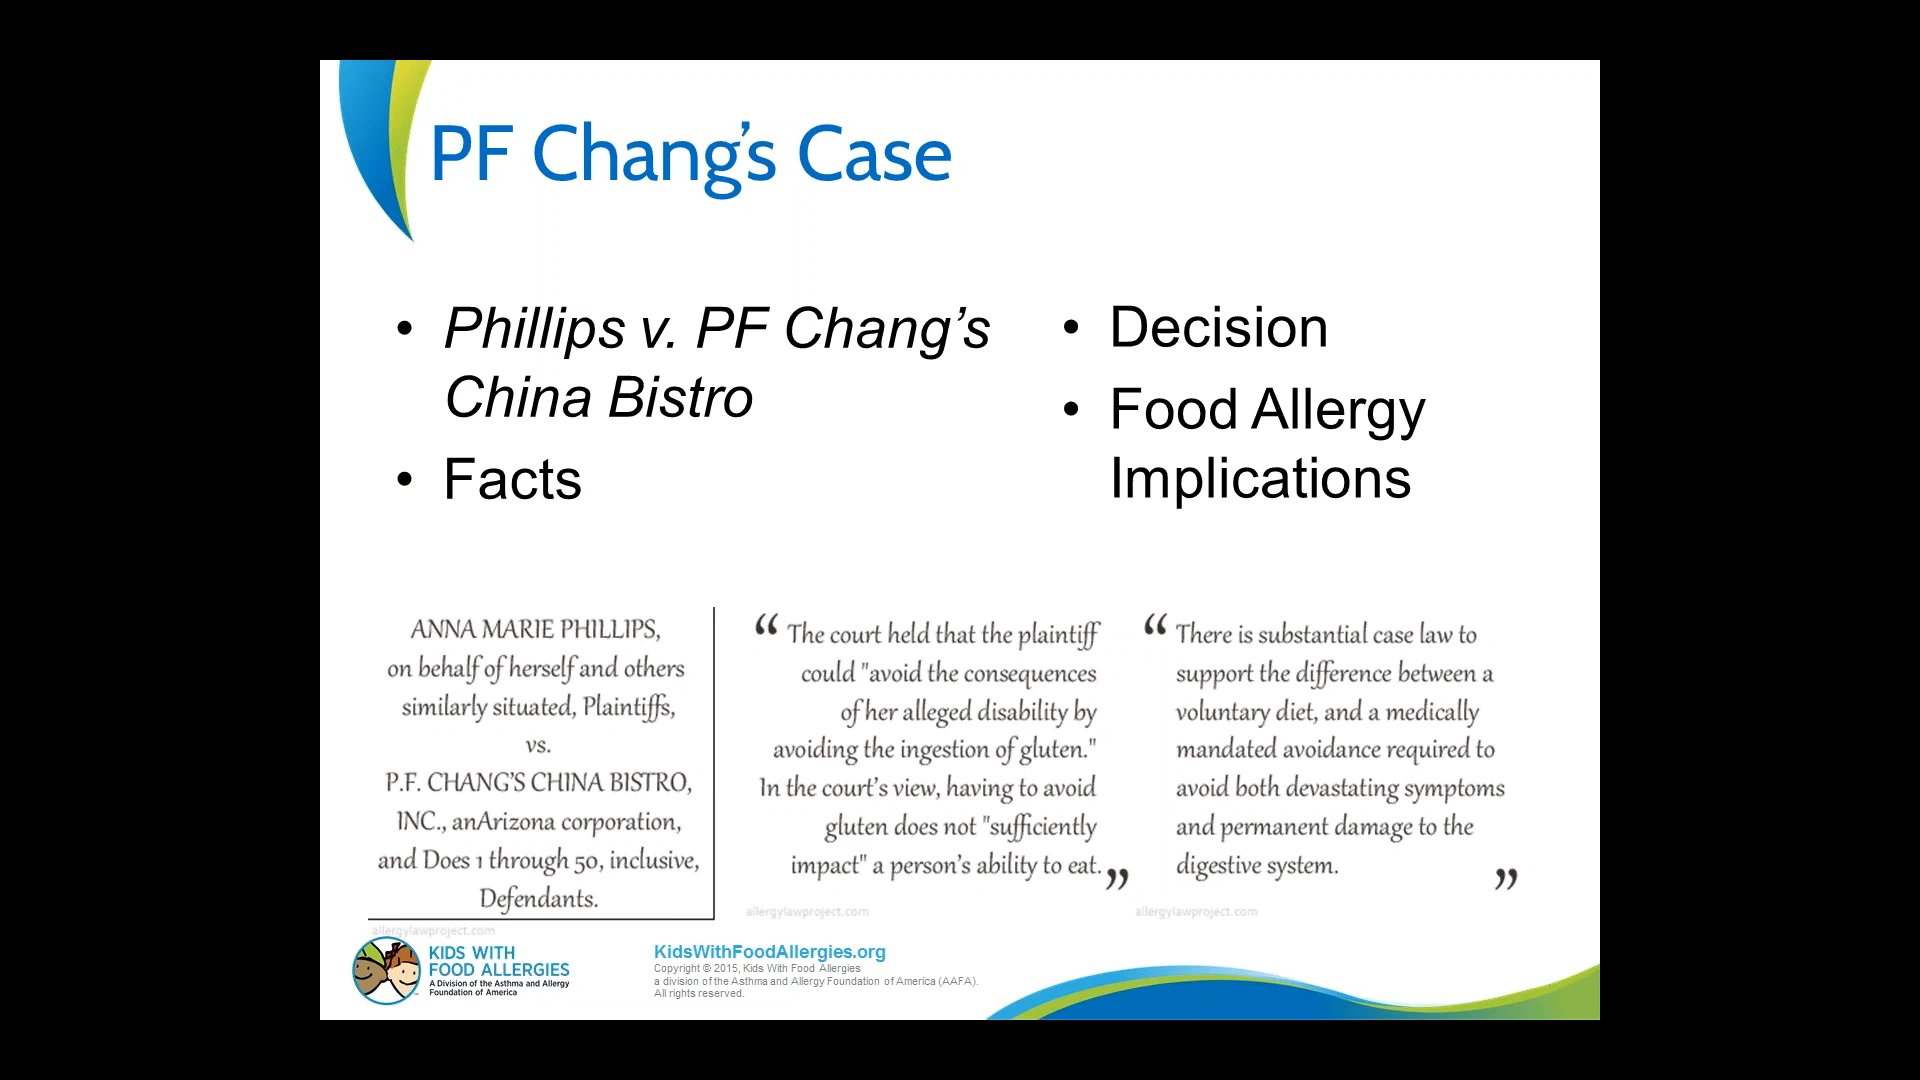 PF Chang's Case
• Phillips v. PF Chang's
China Bistro
• Facts
• Decision
• Food Allergy
Implications
ANNA MARIE PHILLIPS,
on behalf of herself and others
similarly situated, Plaintiffs,
vs.
P.F. CHANG'S CHINA BISTRO,
INC., anArizona corporation,
and Does 1 through 50, inclusive,
Defendants.
allergylawproject.com
“ The court held that the plaintiff
could "avoid the consequences
of her alleged disability by
avoiding the ingestion of gluten."
In the court's view, having to avoid
gluten does not "sufficiently
impact" a person's ability to eat. ”
allergylawproject.com
“ There is substantial case law to
support the difference between a
voluntary diet, and a medically
mandated avoidance required to
avoid both devastating symptoms
and permanent damage to the
digestive system. ”
allergylawproject.com
KIDS WITH
FOOD ALLERGIES
A Division of the Asthma and Allergy
Foundation of America
KidsWithFoodAllergies.org
Copyright © 2015, Kids With Food Allergies
a division of the Asthma and Allergy Foundation of America (AAFA).
All rights reserved.